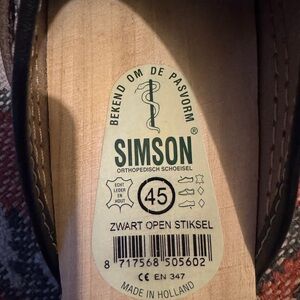 BEKEND OM DE PASVORM
SIMSON®
ORTHOPEDISCH SCHOEISEL
ECHT
LEDER
EN
HOUT
45
ZWART OPEN STIKSEL
8 717568 505602
CE EN 347
MADE IN HOLLAND